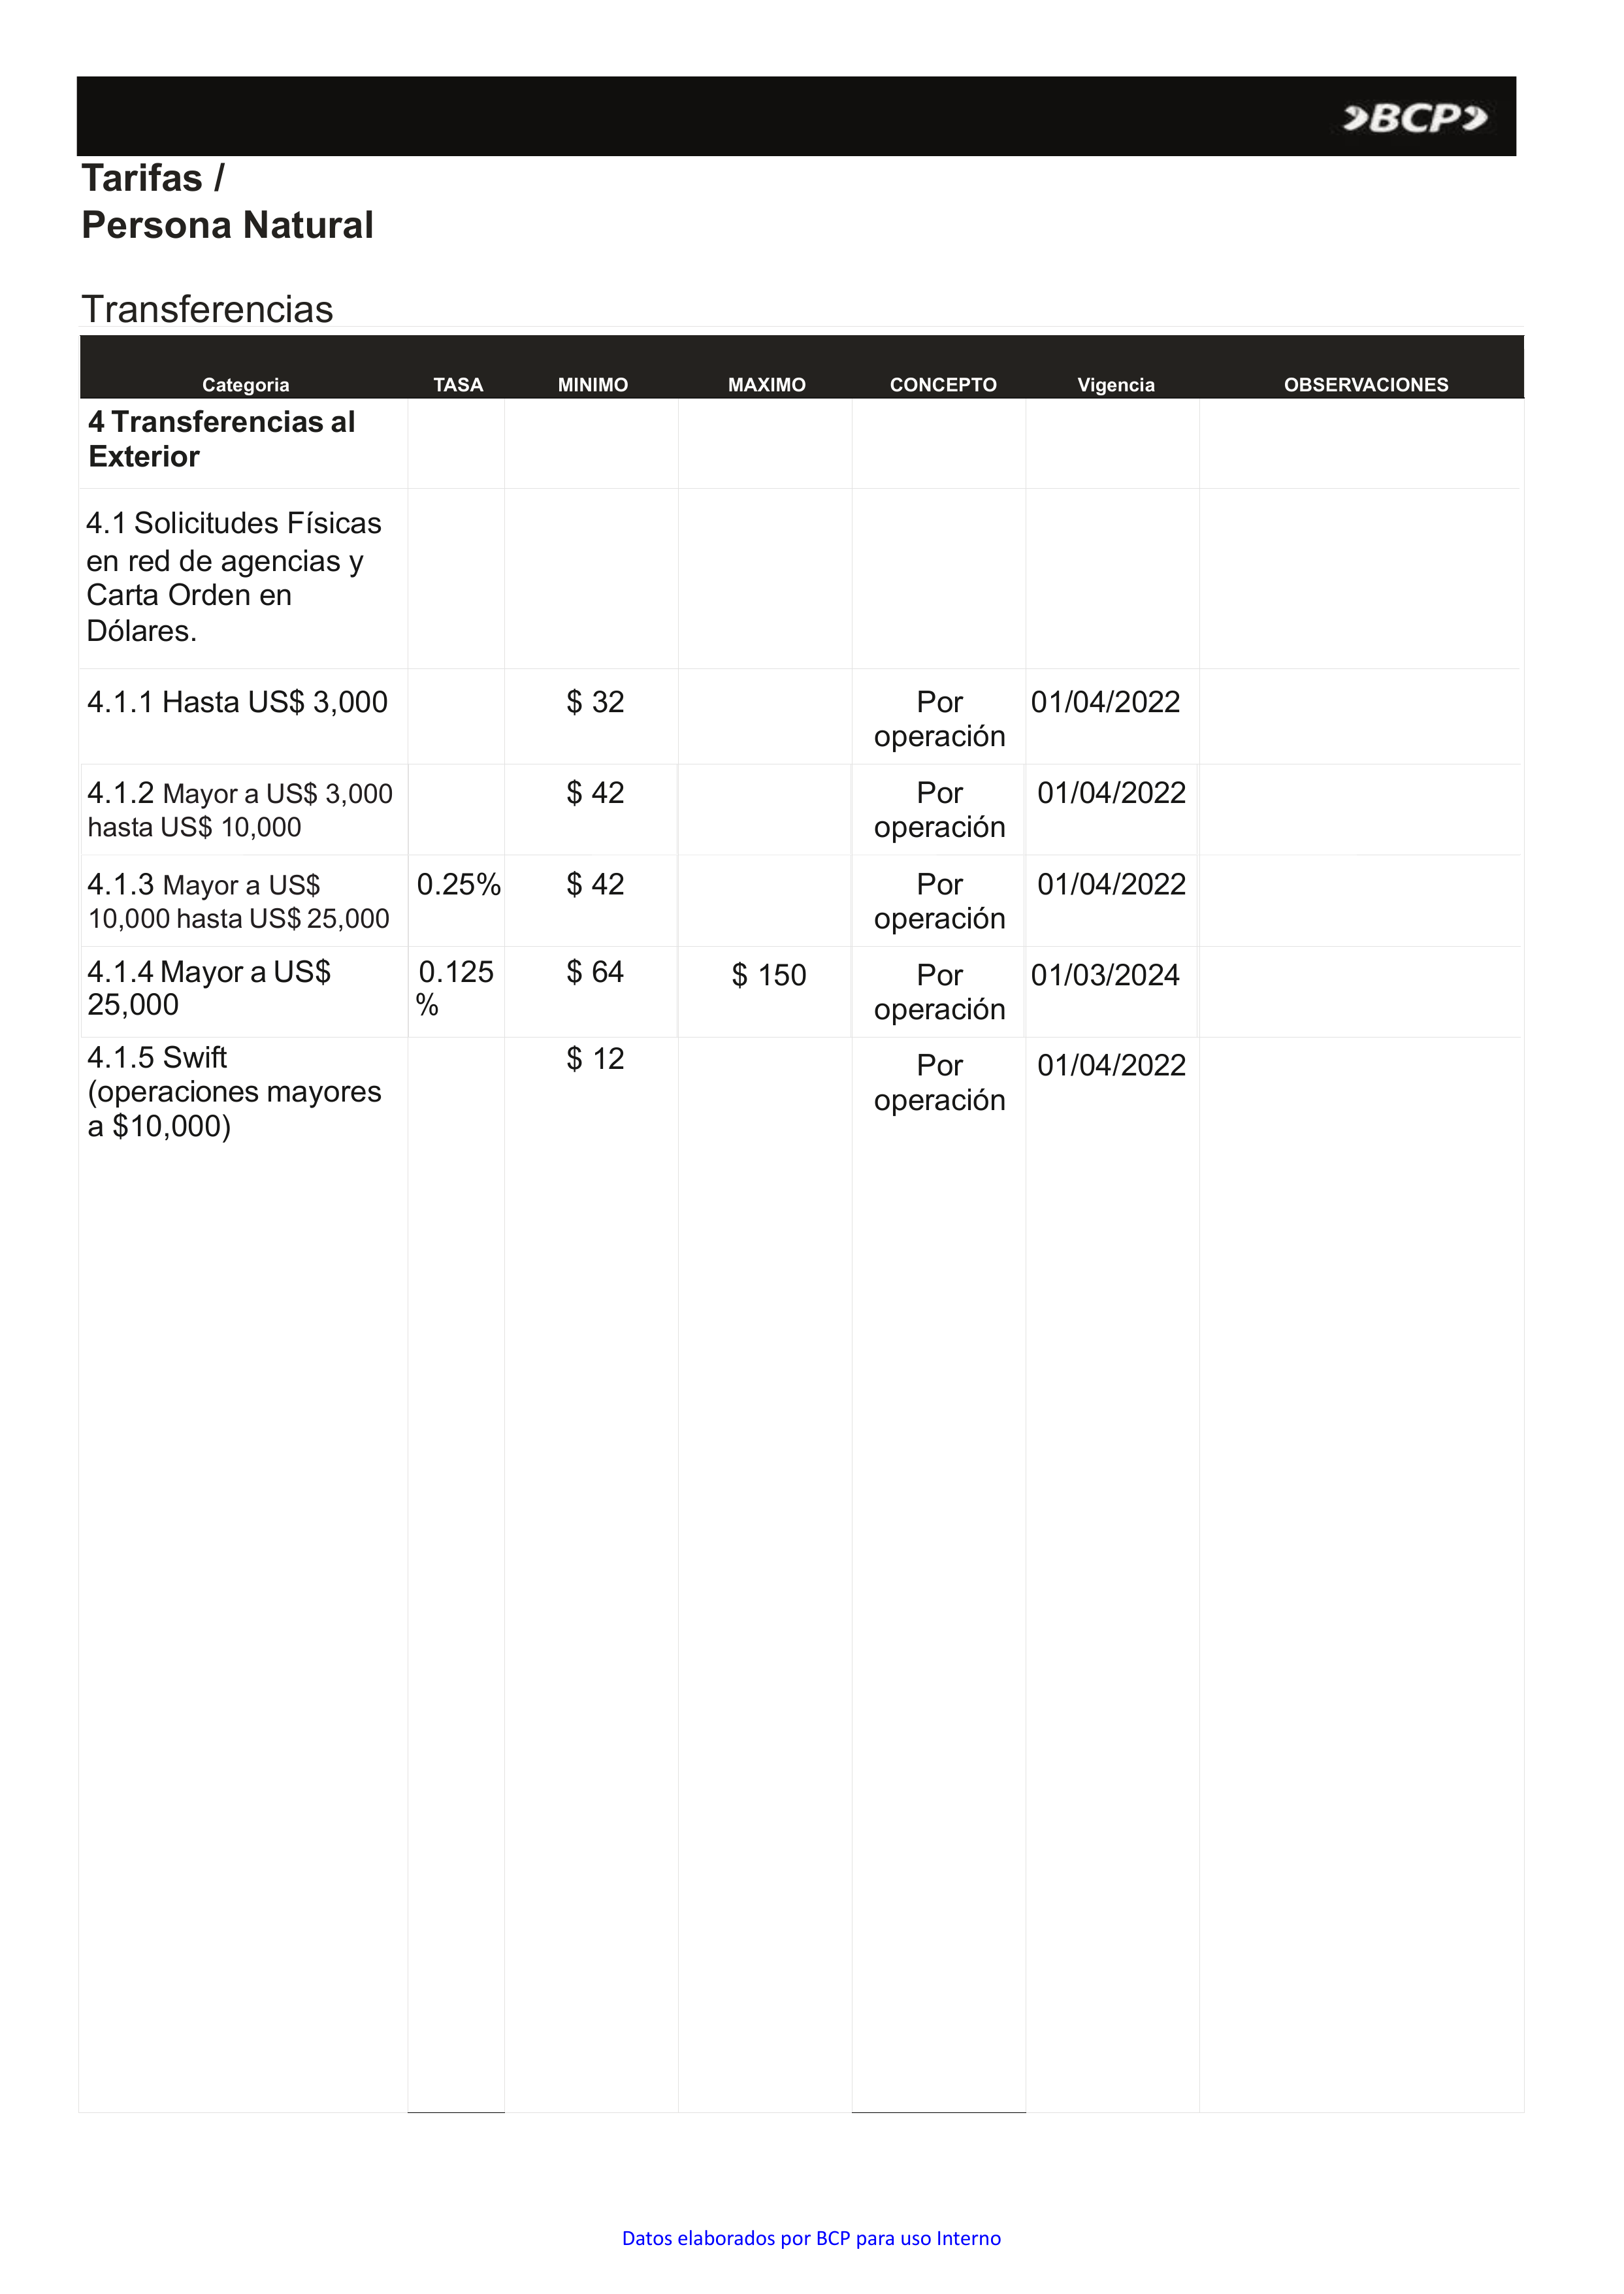 BCP
Tarifas /
Persona Natural
Transferencias
Categoria TASA MINIMO MAXIMO CONCEPTO Vigencia OBSERVACIONES
4 Transferencias al
Exterior
4.1 Solicitudes Físicas
en red de agencias y
Carta Orden en
Dólares.
4.1.1 Hasta US$ 3,000 $ 32 Por 01/04/2022
operación
4.1.2 Mayor a US$ 3,000 $ 42 Por 01/04/2022
hasta US$ 10,000 operación
4.1.3 Mayor a US$ 0.25% $ 42 Por 01/04/2022
10,000 hasta US$ 25,000 operación
4.1.4 Mayor a US$ 0.125 $ 64 $ 150 Por 01/03/2024
25,000 % operación
4.1.5 Swift $ 12 Por 01/04/2022
(operaciones mayores operación
a $10,000)
Datos elaborados por BCP para uso Interno